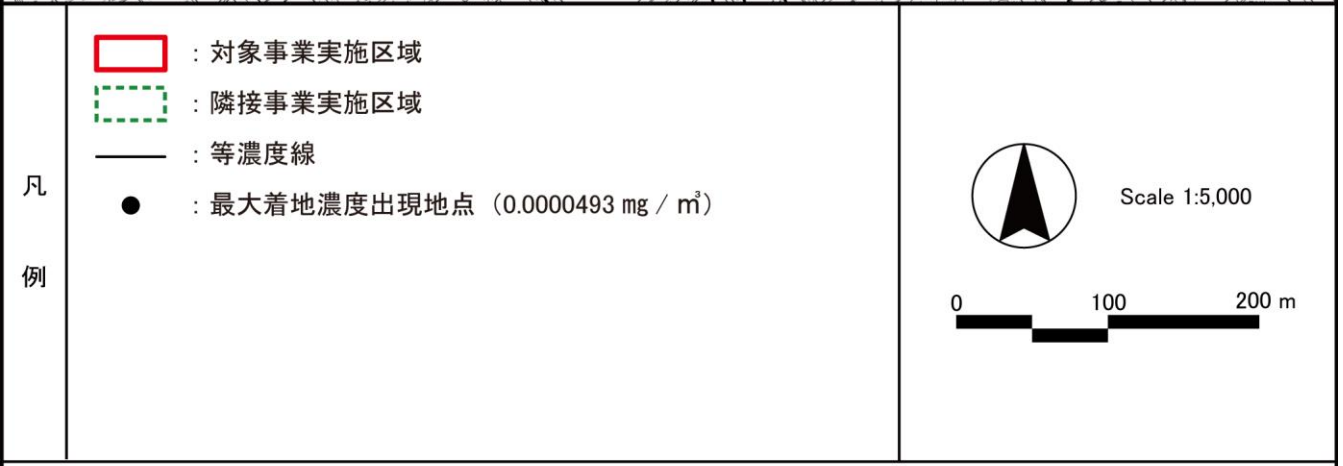 凡例
: 対象事業実施区域
: 隣接事業実施区域
: 等濃度線
: 最大着地濃度出現地点 (0.0000493 mg / ㎥)
Scale 1:5,000
0 100 200 m